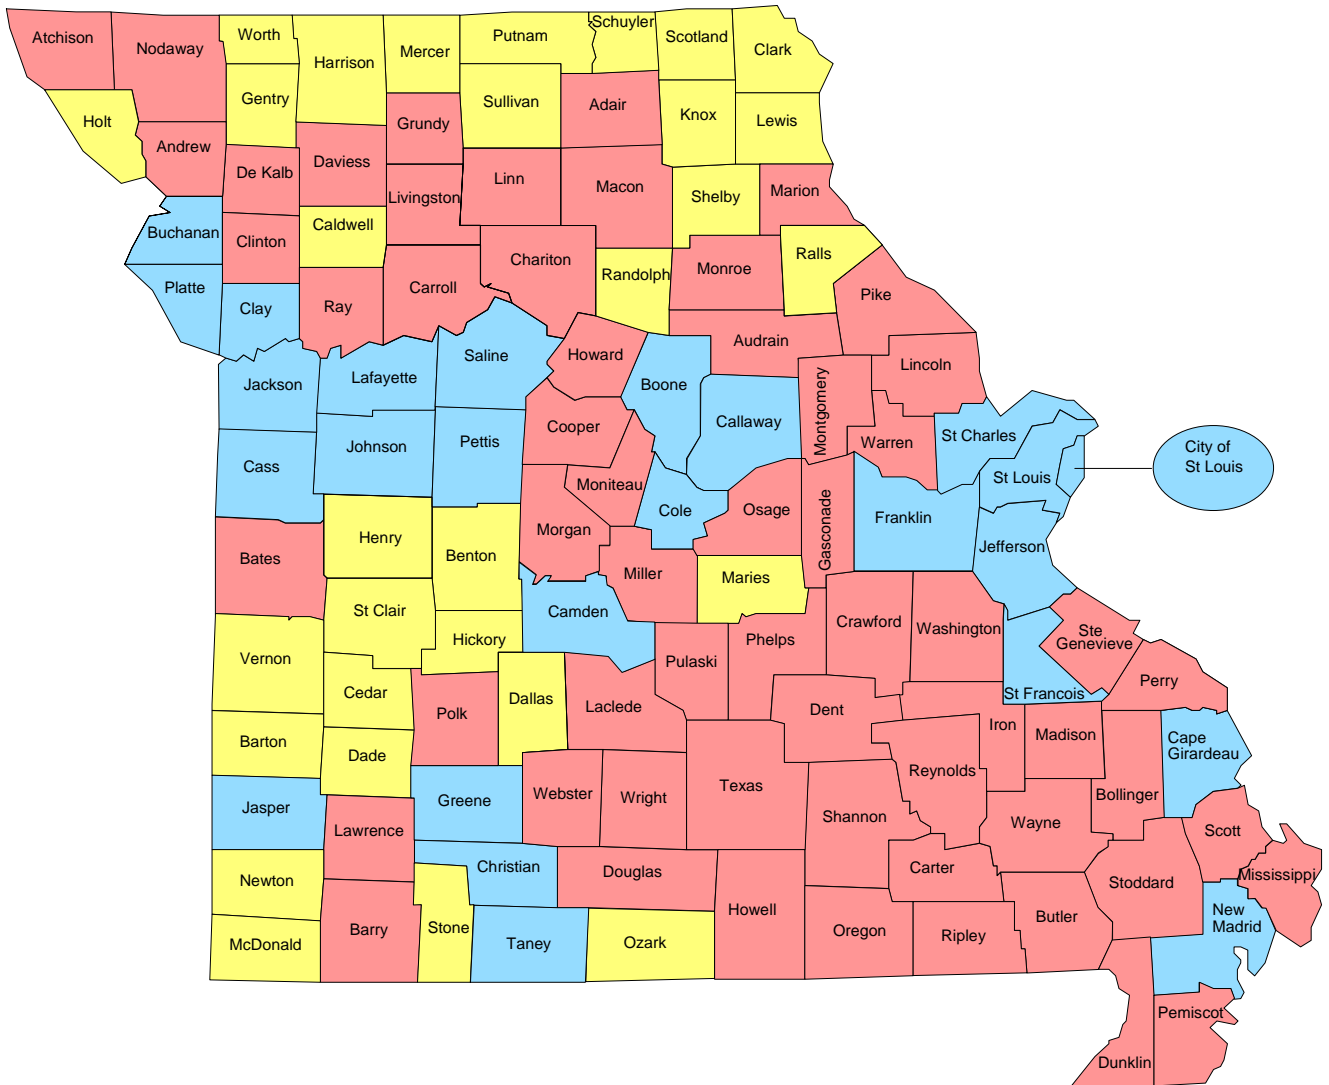 Atchison
Nodaway
Worth
Harrison
Mercer
Putnam
Schuyler
Scotland
Clark
Holt
Andrew
Gentry
De Kalb
Daviess
Grundy
Sullivan
Adair
Knox
Lewis
Buchanan
Clinton
Caldwell
Livingston
Linn
Macon
Shelby
Marion
Platte
Clay
Ray
Carroll
Chariton
Randolph
Monroe
Ralls
Pike
Jackson
Lafayette
Saline
Howard
Boone
Audrain
Lincoln
Cass
Johnson
Pettis
Cooper
Moniteau
Callaway
Montgomery
Warren
St Charles
St Louis
City of
St Louis
Bates
Henry
Benton
Morgan
Cole
Osage
Gasconade
Franklin
Jefferson
Miller
Maries
Vernon
St Clair
Hickory
Camden
Pulaski
Phelps
Crawford
Washington
Ste
Genevieve
St Francois
Perry
Barton
Cedar
Polk
Dallas
Laclede
Dent
Iron
Madison
Cape
Girardeau
Dade
Jasper
Greene
Webster
Wright
Texas
Shannon
Reynolds
Bollinger
Wayne
Scott
Lawrence
Christian
Douglas
Howell
Carter
Stoddard
Mississippi
Newton
McDonald
Barry
Stone
Taney
Ozark
Oregon
Ripley
Butler
New
Madrid
Dunklin
Pemiscot